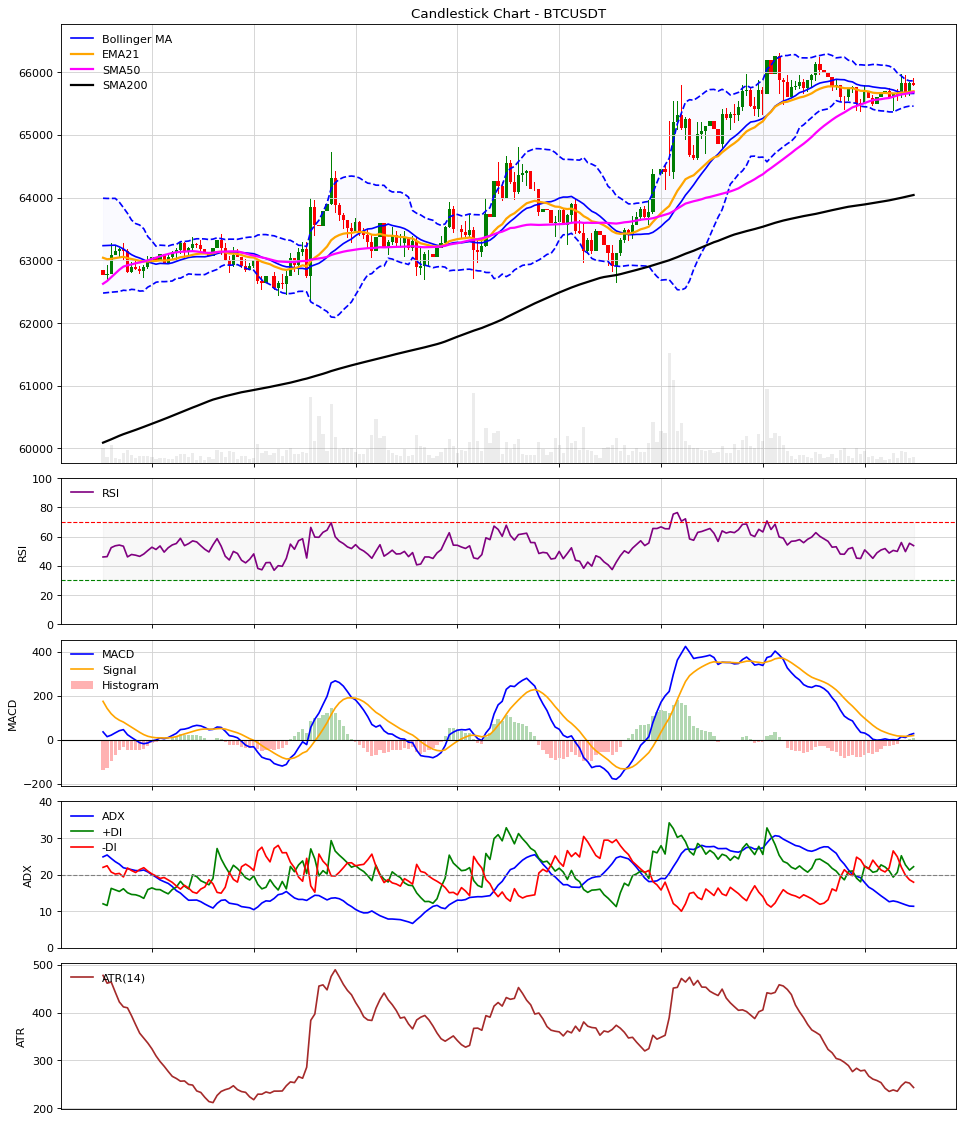 Candlestick Chart - BTCUSDT
Bollinger MA
EMA21
SMA50
SMA200
66000
65000
64000
63000
62000
61000
60000
RSI
100
80
60
40
20
0
RSI
MACD
Signal
Histogram
400
200
0
−200
MACD
ADX
+DI
-DI
40
30
20
10
0
ADX
ATR(14)
500
400
300
200
ATR